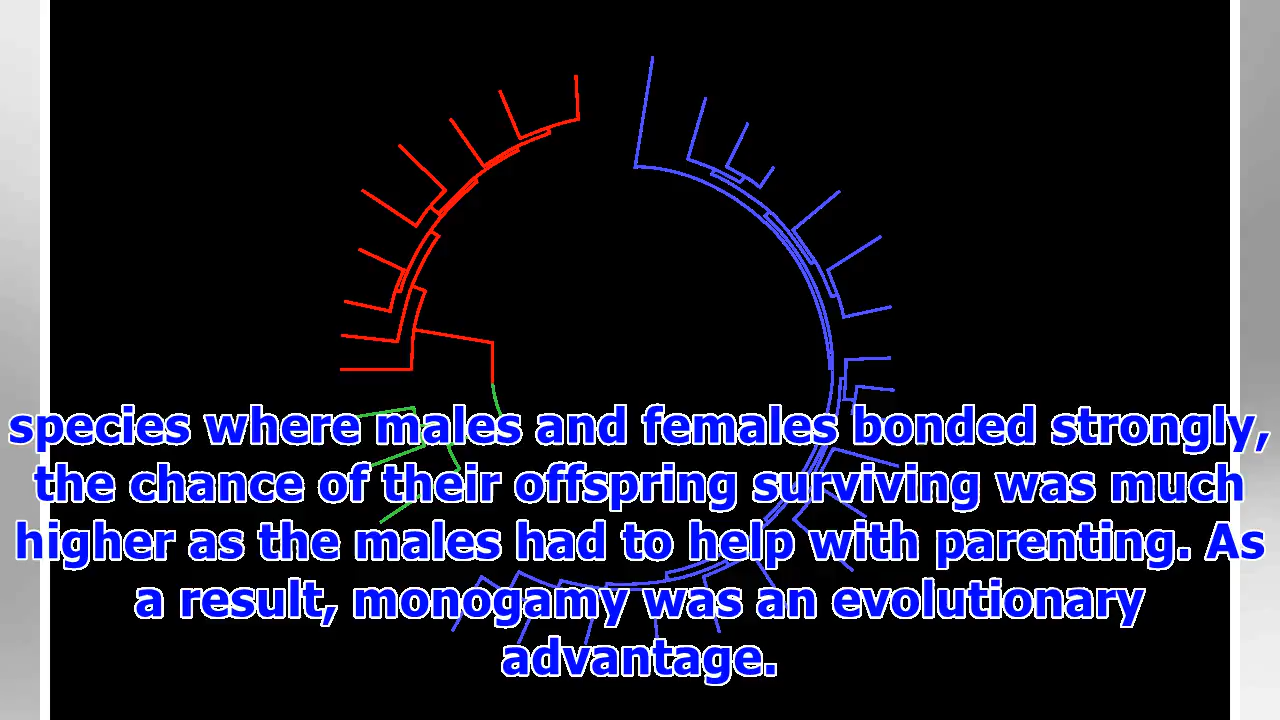 species where males and females bonded strongly,
the chance of their offspring surviving was much
higher as the males had to help with parenting. As
a result, monogamy was an evolutionary
advantage.